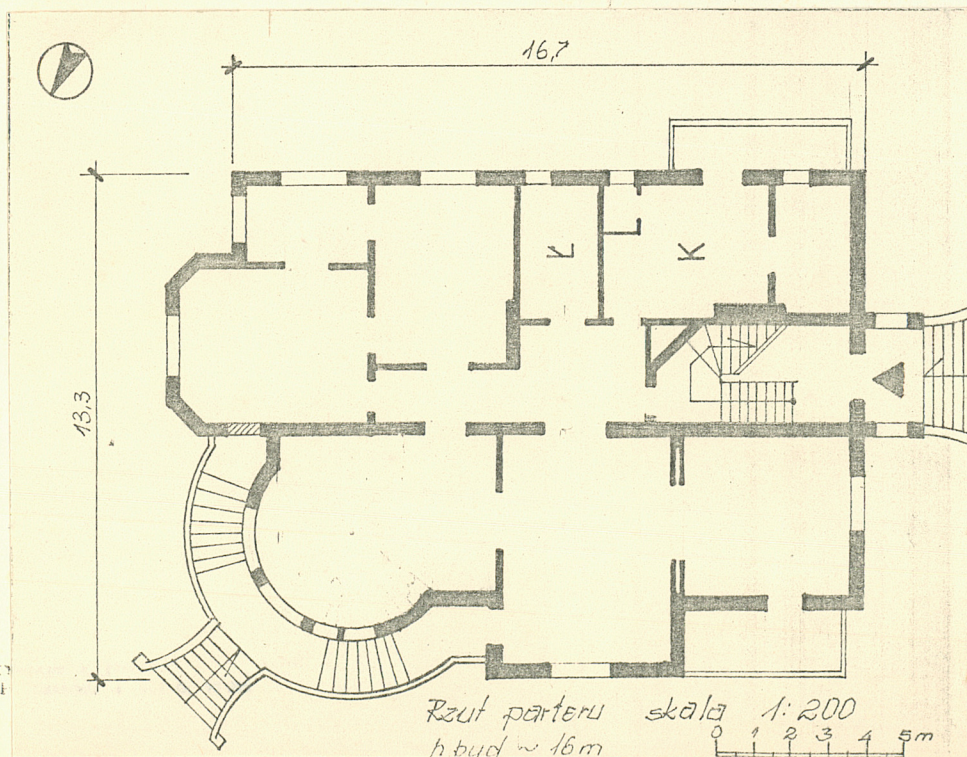 16,7
13,3
Ł
K
Rzut parteru skala 1:200
h bud ~ 16m
0 1 2 3 4 5m